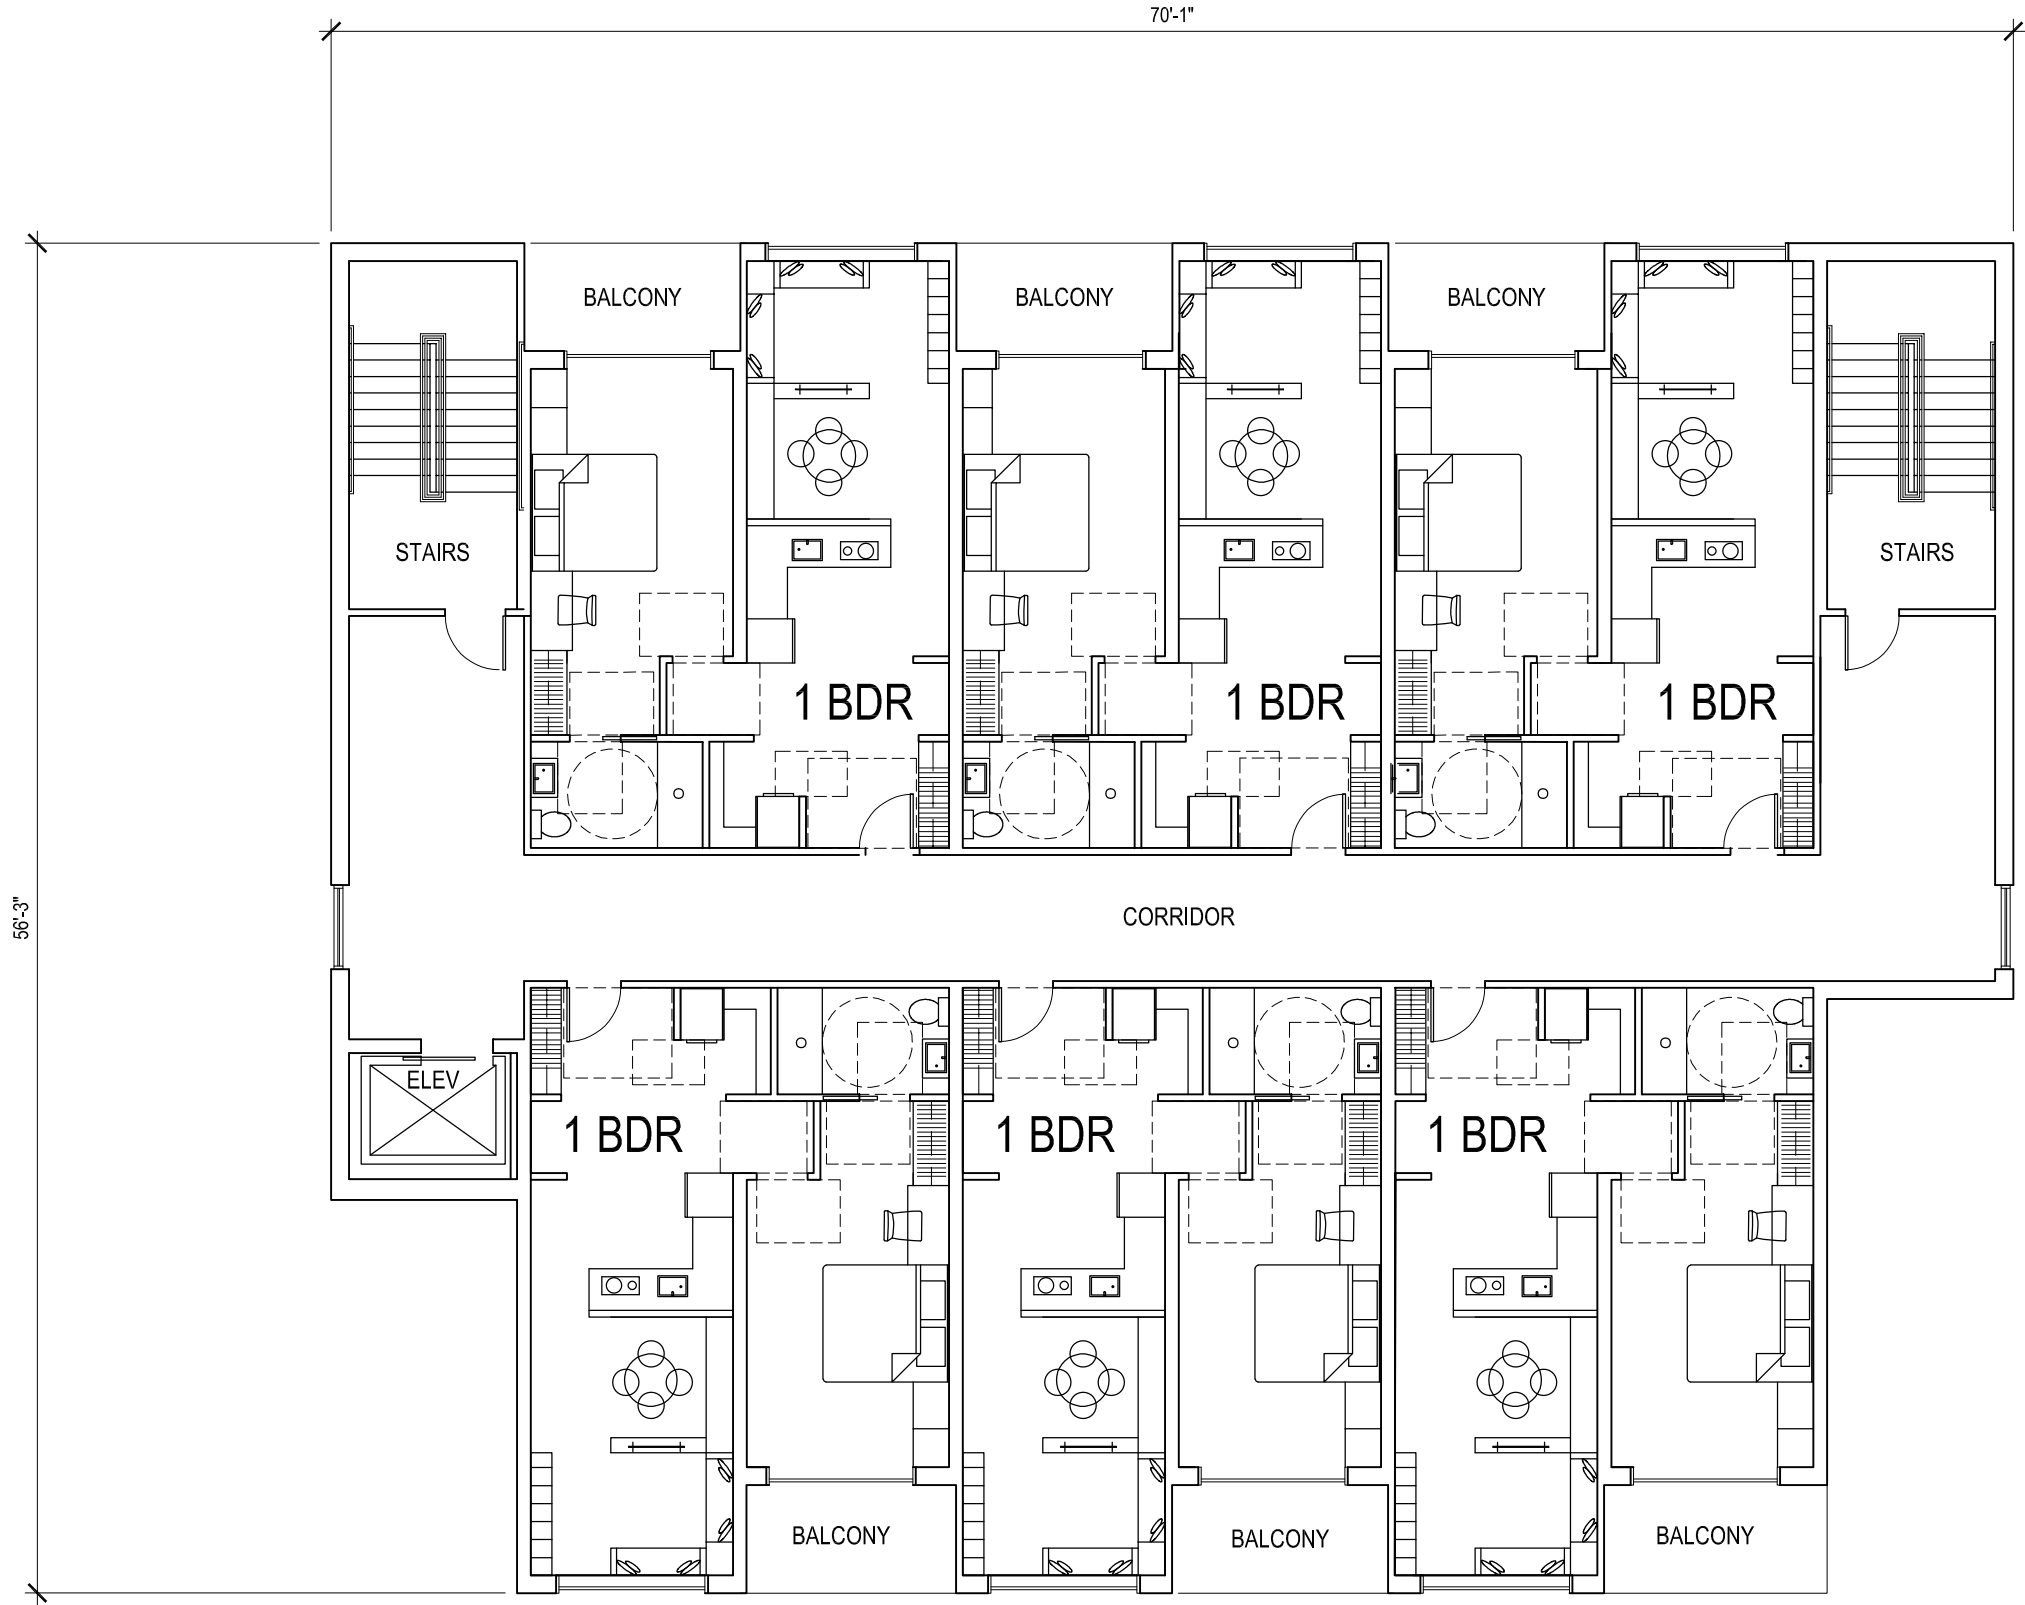 70'-1"
BALCONY
BALCONY
BALCONY
STAIRS
STAIRS
1 BDR
1 BDR
1 BDR
56'-3"
CORRIDOR
ELEV
1 BDR
1 BDR
1 BDR
BALCONY
BALCONY
BALCONY